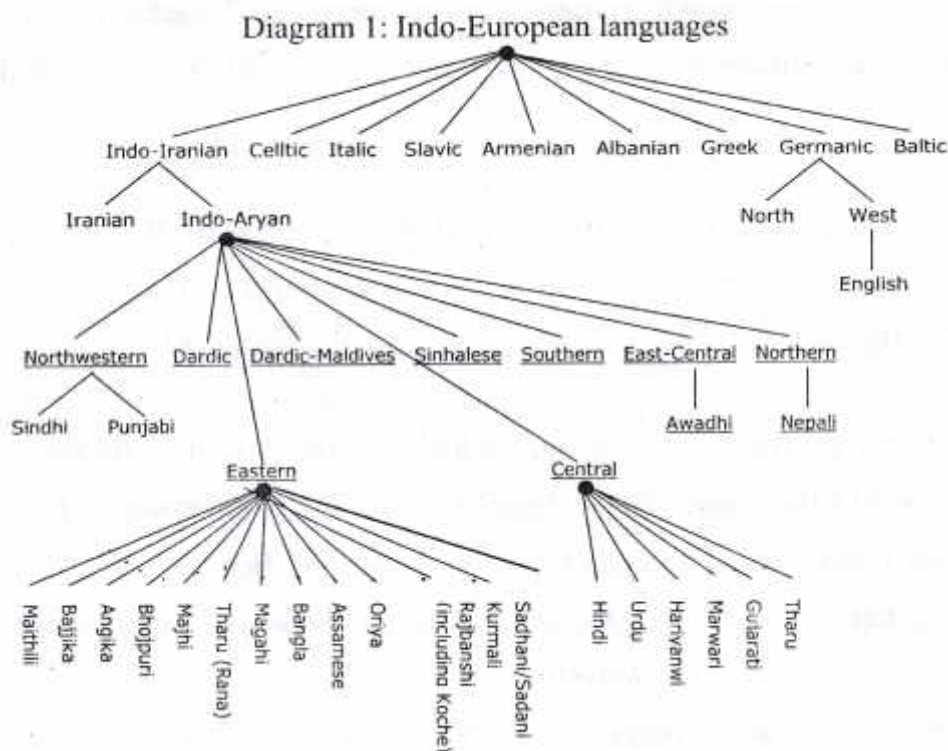 Diagram 1: Indo-European languages
Indo-Iranian Celltic Italic Slavic Armenian Albanian Greek Germanic Baltic
Iranian Indo-Aryan North West
English
Northwestern Dardic Dardic-Maldives Sinhalese Southern East-Central Northern
Sindhi Punjabi Awadhi Nepali
Eastern Central
Maithili
Bajjika
Angika
Bhojpuri
Majhi
Tharu (Rana)
Magahi
Bangla
Assamese
Oriya
(including Koche)
Rajbanshi
Kurmali
Sadhani/Sadani
Hindi
Urdu
Hariyanwi
Marwari
Gujarati
Tharu